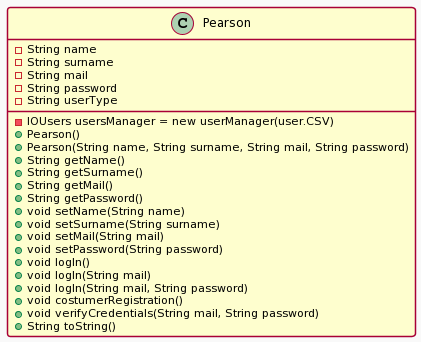 C Pearson
String name
String surname
String mail
String password
String userType
IOUsers usersManager = new userManager(user.CSV)
Pearson()
Pearson(String name, String surname, String mail, String password)
String getName()
String getSurname()
String getMail()
String getPassword()
void setName(String name)
void setSurname(String surname)
void setMail(String mail)
void setPassword(String password)
void logIn()
void logIn(String mail)
void logIn(String mail, String password)
void costumerRegistration()
void verifyCredentials(String mail, String password)
String toString()